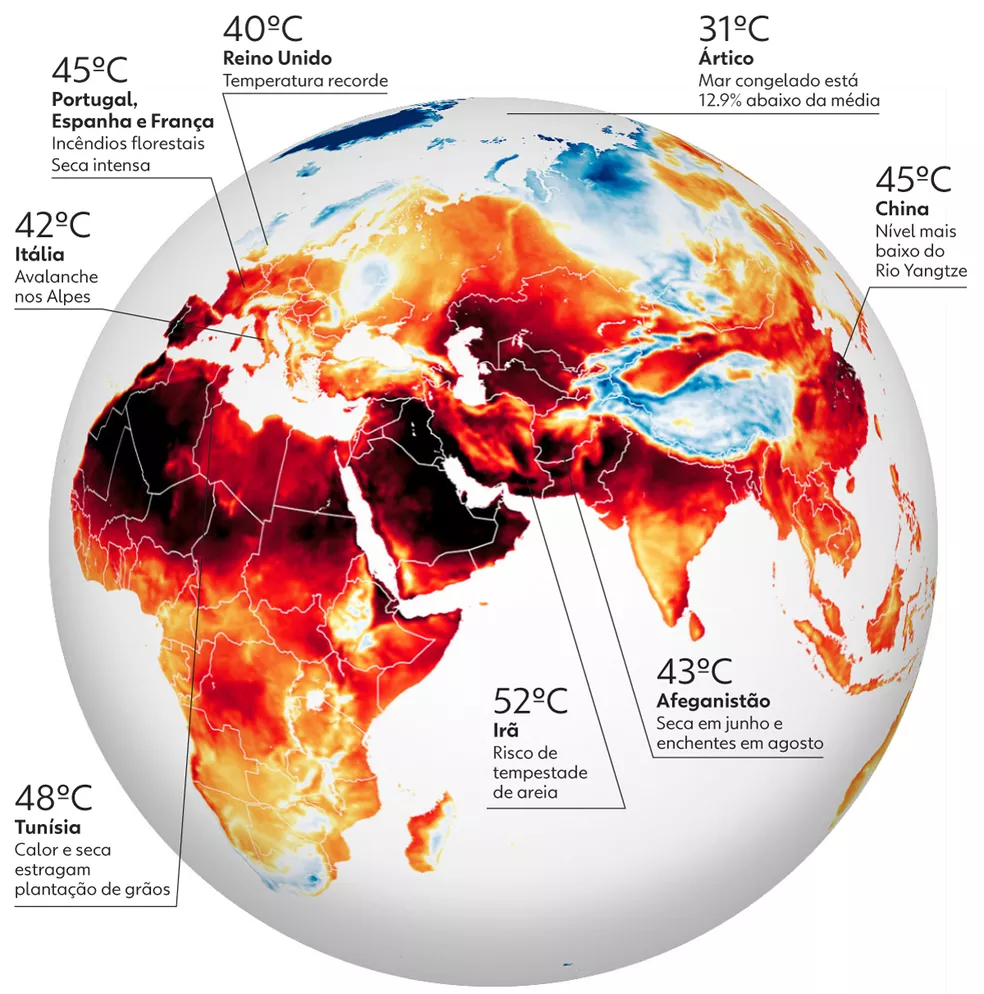 40ºC
Reino Unido
Temperatura recorde
31ºC
Ártico
Mar congelado está
12.9% abaixo da média
45ºC
Portugal,
Espanha e França
Incêndios florestais
Seca intensa
45ºC
China
Nível mais
baixo do
Rio Yangtze
42ºC
Itália
Avalanche
nos Alpes
52ºC
Irã
Risco de
tempestade
de areia
43ºC
Afeganistão
Seca em junho e
enchentes em agosto
48ºC
Tunísia
Calor e seca
estragam
plantação de grãos